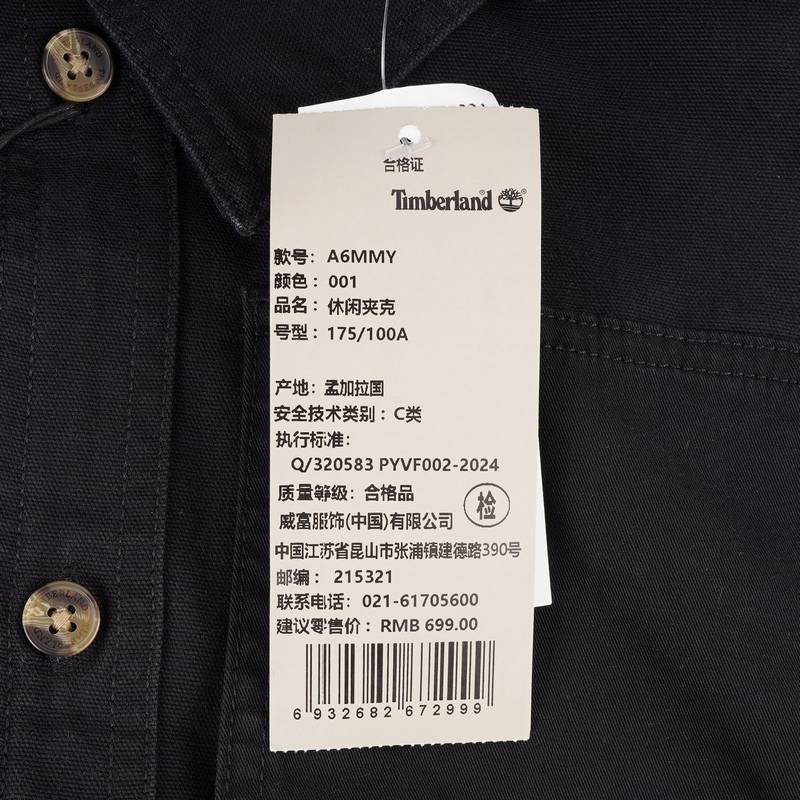 合格证
Timberland
款号: A6MMY
颜色: 001
品名: 休闲夹克
号型: 175/100A
产地: 孟加拉国
安全技术类别: C类
执行标准:
Q/320583 PYVF002-2024
质量等级: 合格品
检
威富服饰(中国)有限公司
中国江苏省昆山市张浦镇建德路390号
邮编: 215321
联系电话: 021-61705600
建议零售价: RMB 699.00
6 932682 672999